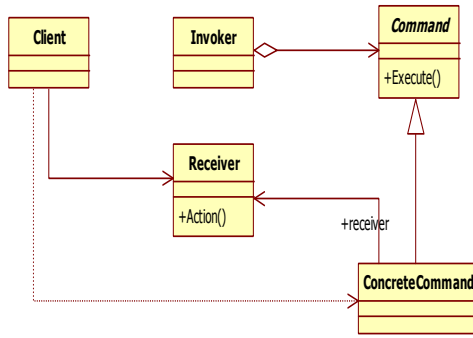 Client
Invoker
Command
+Execute()
Receiver
+Action()
+receiver
ConcreteCommand